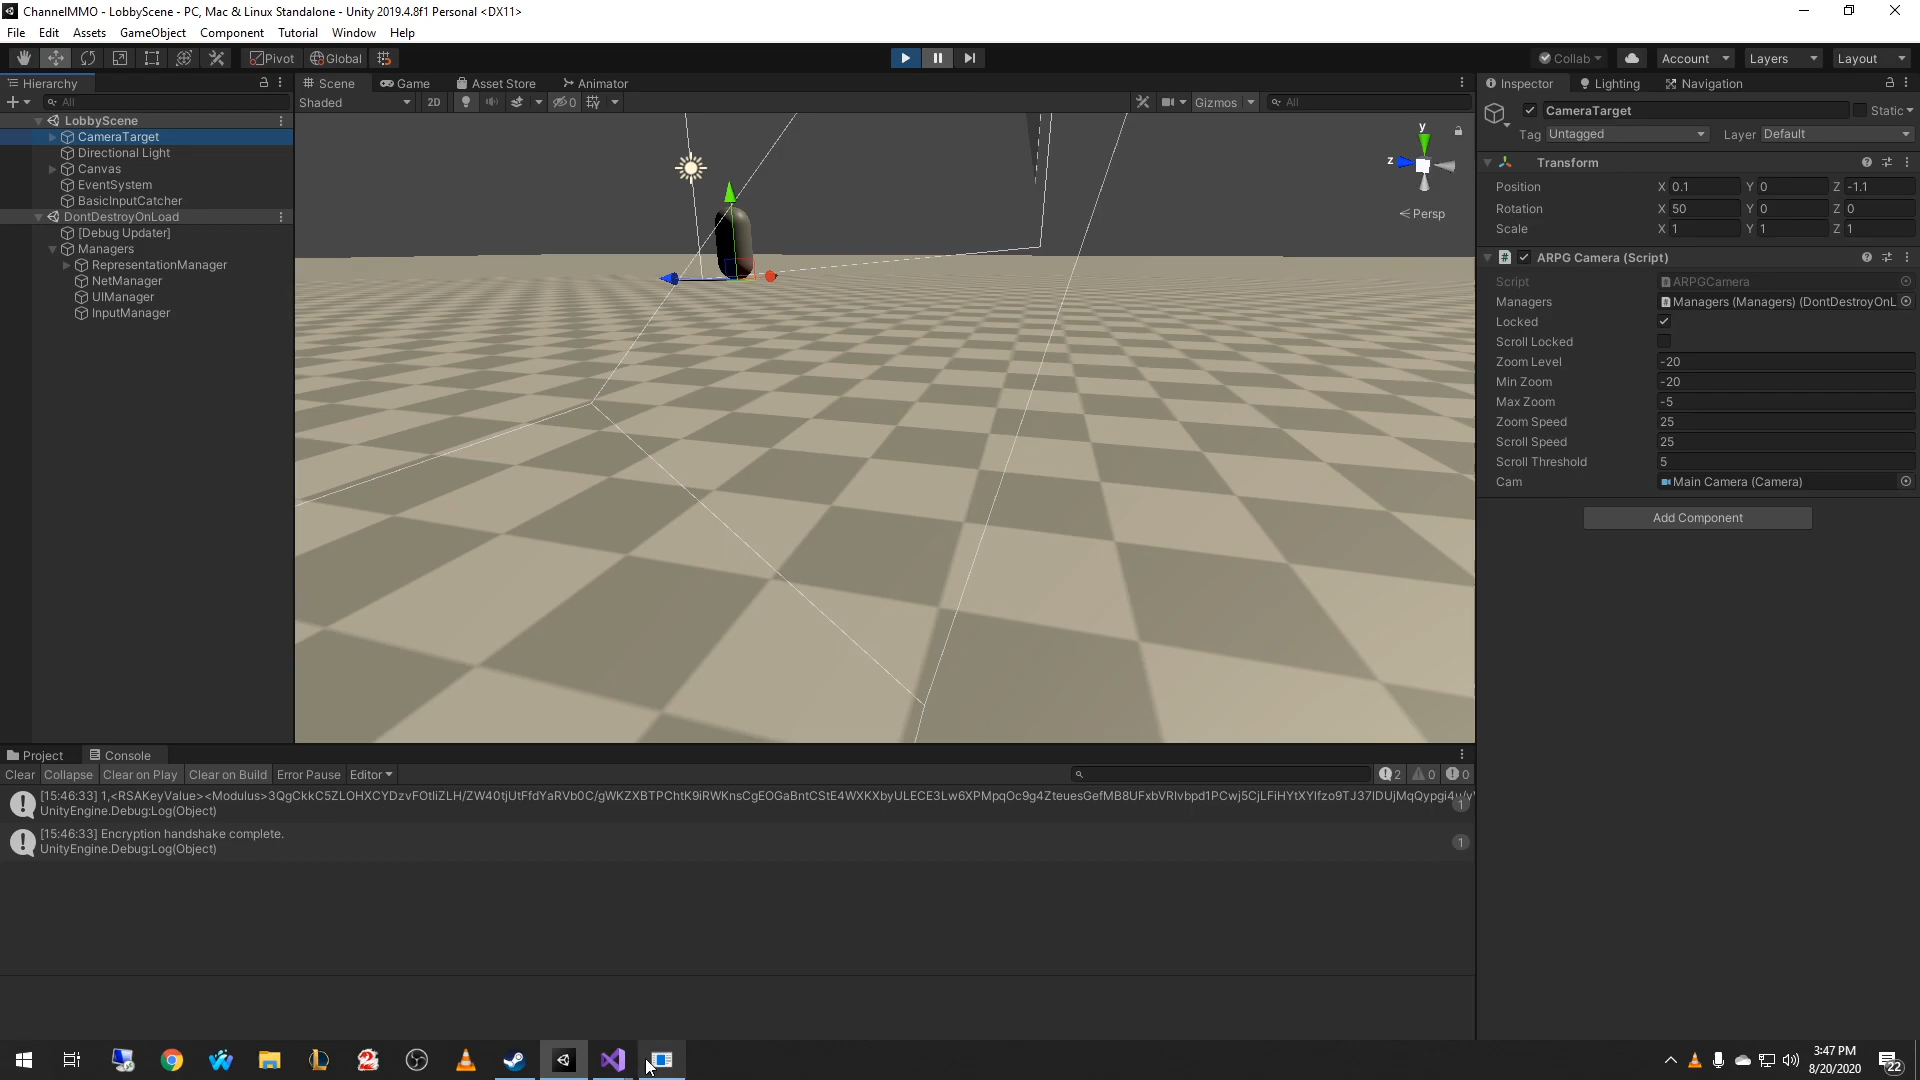 ChannelMMO - LobbyScene - PC, Mac & Linux Standalone - Unity 2019.4.8f1 Personal <DX11>
File Edit Assets GameObject Component Tutorial Window Help
Pivot Global Collab Account Layers Layout
Hierarchy
All
LobbyScene
CameraTarget
Directional Light
Canvas
EventSystem
BasicInputCatcher
DontDestroyOnLoad
[Debug Updater]
Managers
RepresentationManager
NetManager
UIManager
InputManager
Scene Game Asset Store Animator
Shaded 2D 0 Gizmos All
y
z
Persp
Inspector Lighting Navigation
CameraTarget Static
Tag Untagged Layer Default
Transform
Position X 0.1 Y 0 Z -1.1
Rotation X 50 Y 0 Z 0
Scale X 1 Y 1 Z 1
ARPG Camera (Script)
Script ARPGCamera
Managers Managers (Managers) (DontDestroyOnL
Locked
Scroll Locked
Zoom Level -20
Min Zoom -20
Max Zoom -5
Zoom Speed 25
Scroll Speed 25
Scroll Threshold 5
Cam Main Camera (Camera)
Add Component
Project Console
Clear Collapse Clear on Play Clear on Build Error Pause Editor 2 0 0
[15:46:33] 1,<RSAKeyValue><Modulus>
UnityEngine.Debug:Log(Object)
1
[15:46:33] Encryption handshake complete.
UnityEngine.Debug:Log(Object)
1
3:47 PM
8/20/2020
22